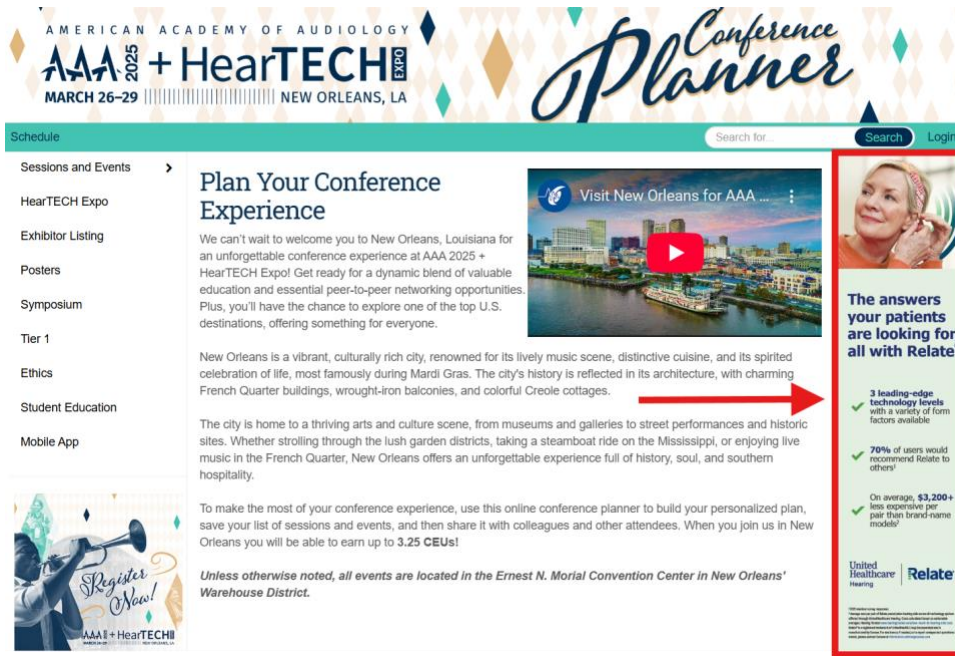 AMERICAN ACADEMY OF AUDIOLOGY
AAA 2025 + HearTECH EXPO
MARCH 26–29 NEW ORLEANS, LA
Conference
Planner
Schedule
Search for...
Search
Login
Sessions and Events
HearTECH Expo
Exhibitor Listing
Posters
Symposium
Tier 1
Ethics
Student Education
Mobile App
Register
Now!
AAA + HearTECH
Plan Your Conference
Experience
We can't wait to welcome you to New Orleans, Louisiana for
an unforgettable conference experience at AAA 2025 +
HearTECH Expo! Get ready for a dynamic blend of valuable
education and essential peer-to-peer networking opportunities.
Plus, you'll have the chance to explore one of the top U.S.
destinations, offering something for everyone.
Visit New Orleans for AAA ...
New Orleans is a vibrant, culturally rich city, renowned for its lively music scene, distinctive cuisine, and its spirited
celebration of life, most famously during Mardi Gras. The city's history is reflected in its architecture, with charming
French Quarter buildings, wrought-iron balconies, and colorful Creole cottages.
The city is home to a thriving arts and culture scene, from museums and galleries to street performances and historic
sites. Whether strolling through the lush garden districts, taking a steamboat ride on the Mississippi, or enjoying live
music in the French Quarter, New Orleans offers an unforgettable experience full of history, soul, and southern
hospitality.
To make the most of your conference experience, use this online conference planner to build your personalized plan,
save your list of sessions and events, and then share it with colleagues and other attendees. When you join us in New
Orleans you will be able to earn up to 3.25 CEUs!
Unless otherwise noted, all events are located in the Ernest N. Morial Convention Center in New Orleans'
Warehouse District.
The answers
your patients
are looking for
all with Relate
3 leading-edge
technology levels
with a variety of form
factors available
70% of users would
recommend Relate to
others¹
On average, $3,200+
less expensive per
pair than brand-name
models²
United
Healthcare
Hearing
Relate